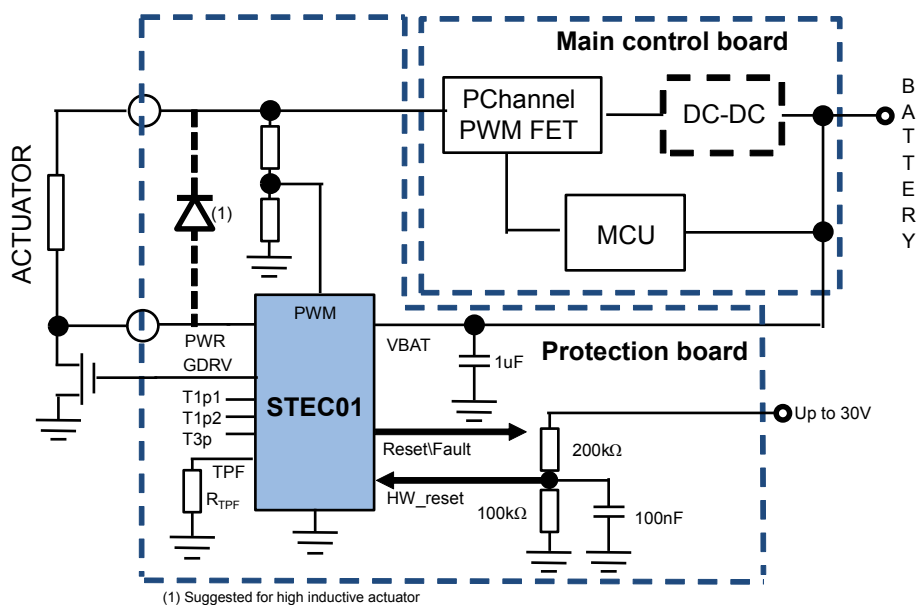 Main control board
PChannel
PWM FET
DC-DC
BATTERY
ACTUATOR
(1)
MCU
PWM
PWR
VBAT
GDRV
1uF
Protection board
STEC01
T1p1
T1p2
T3p
Up to 30V
Reset\Fault
200kΩ
TPF
HW_reset
RTPF
100kΩ
100nF
(1) Suggested for high inductive actuator